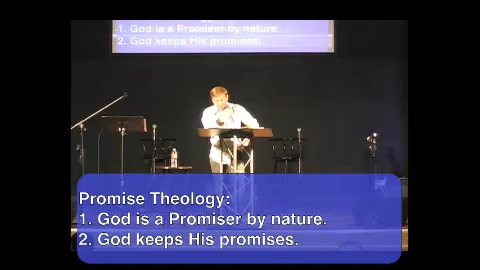 1. God is a Promiser by nature.
2. God keeps His promises.
Promise Theology:
1. God is a Promiser by nature.
2. God keeps His promises.